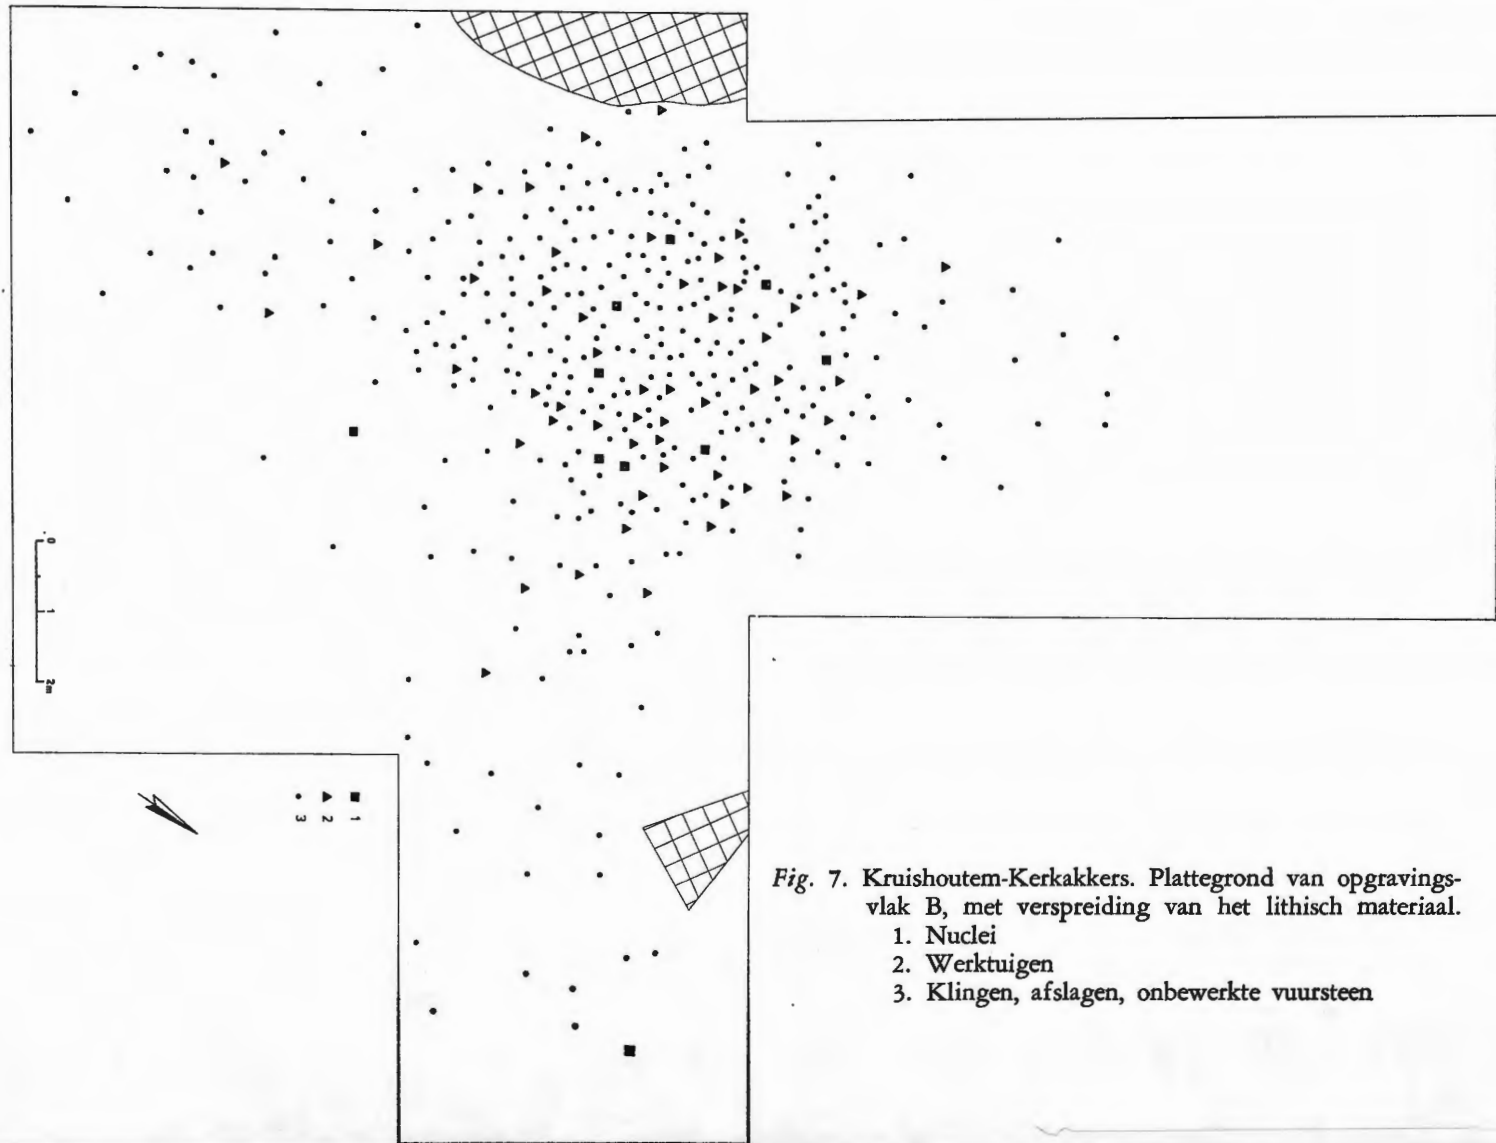 0
1
2m
1
2
3
Fig. 7. Kruishoutem-Kerkakkers. Plattegrond van opgravings-
vlak B, met verspreiding van het lithisch materiaal.
1. Nuclei
2. Werktuigen
3. Klingen, afslagen, onbewerkte vuursteen